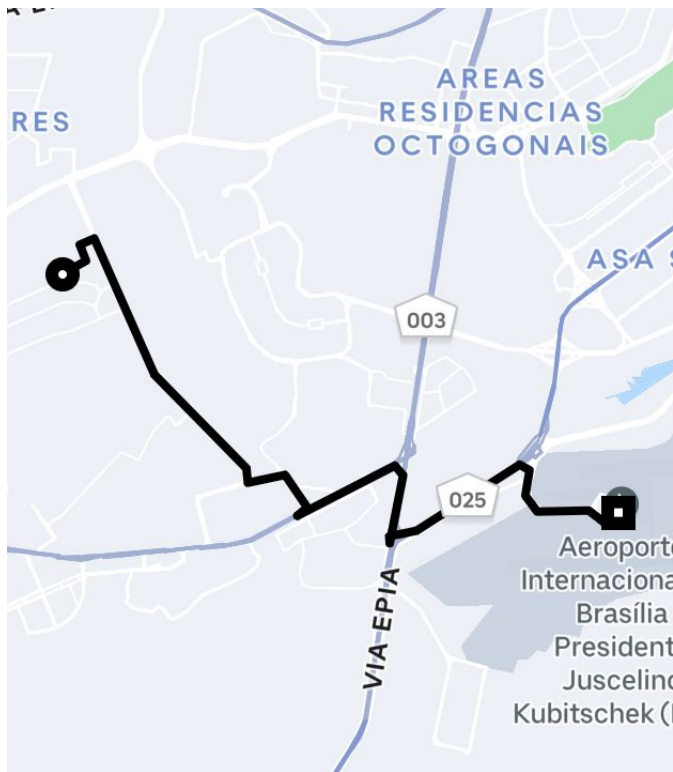 AREAS
RESIDENCIAS
OCTOGONAIS
RES
ASA S
003
025
VIA EPIA
Aeroporto
Internaciona
Brasília
President
Juscelino
Kubitschek (